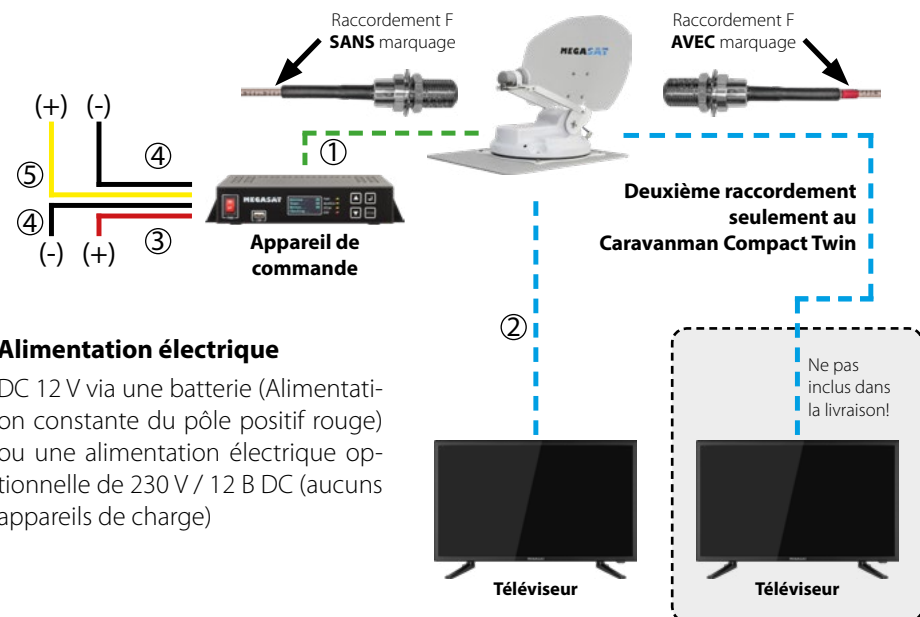 Raccordement F
SANS marquage
Raccordement F
AVEC marquage
MEGASAT
(+) (-)
④
①
⑤
④
③
(-) (+)
MEGASAT
Appareil de
commande
Deuxième raccordement
seulement au
Caravanman Compact Twin
②
Alimentation électrique
DC 12 V via une batterie (Alimentati-
on constante du pôle positif rouge)
ou une alimentation électrique op-
tionnelle de 230 V / 12 B DC (aucuns
appareils de charge)
Ne pas
inclus dans
la livraison!
Téléviseur
Téléviseur